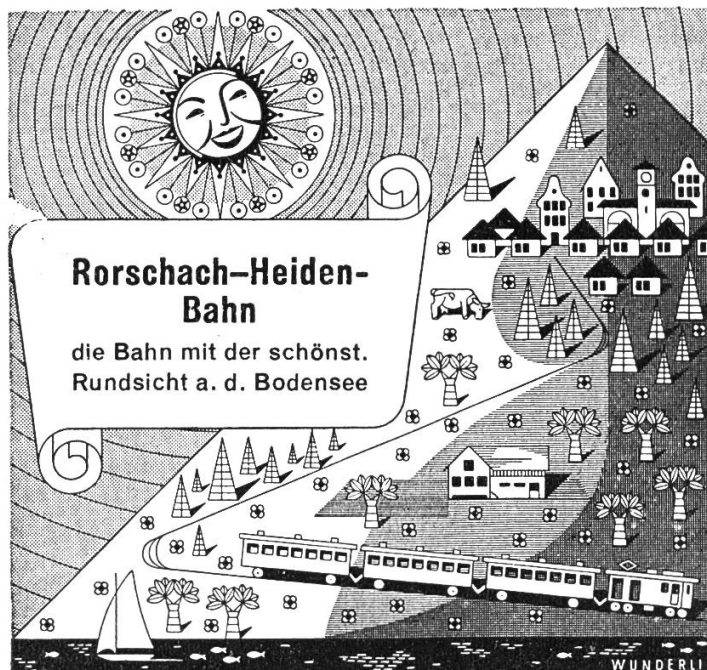 Rorschach–Heiden-
Bahn
die Bahn mit der schönst.
Rundsicht a. d. Bodensee
WUNDERLI